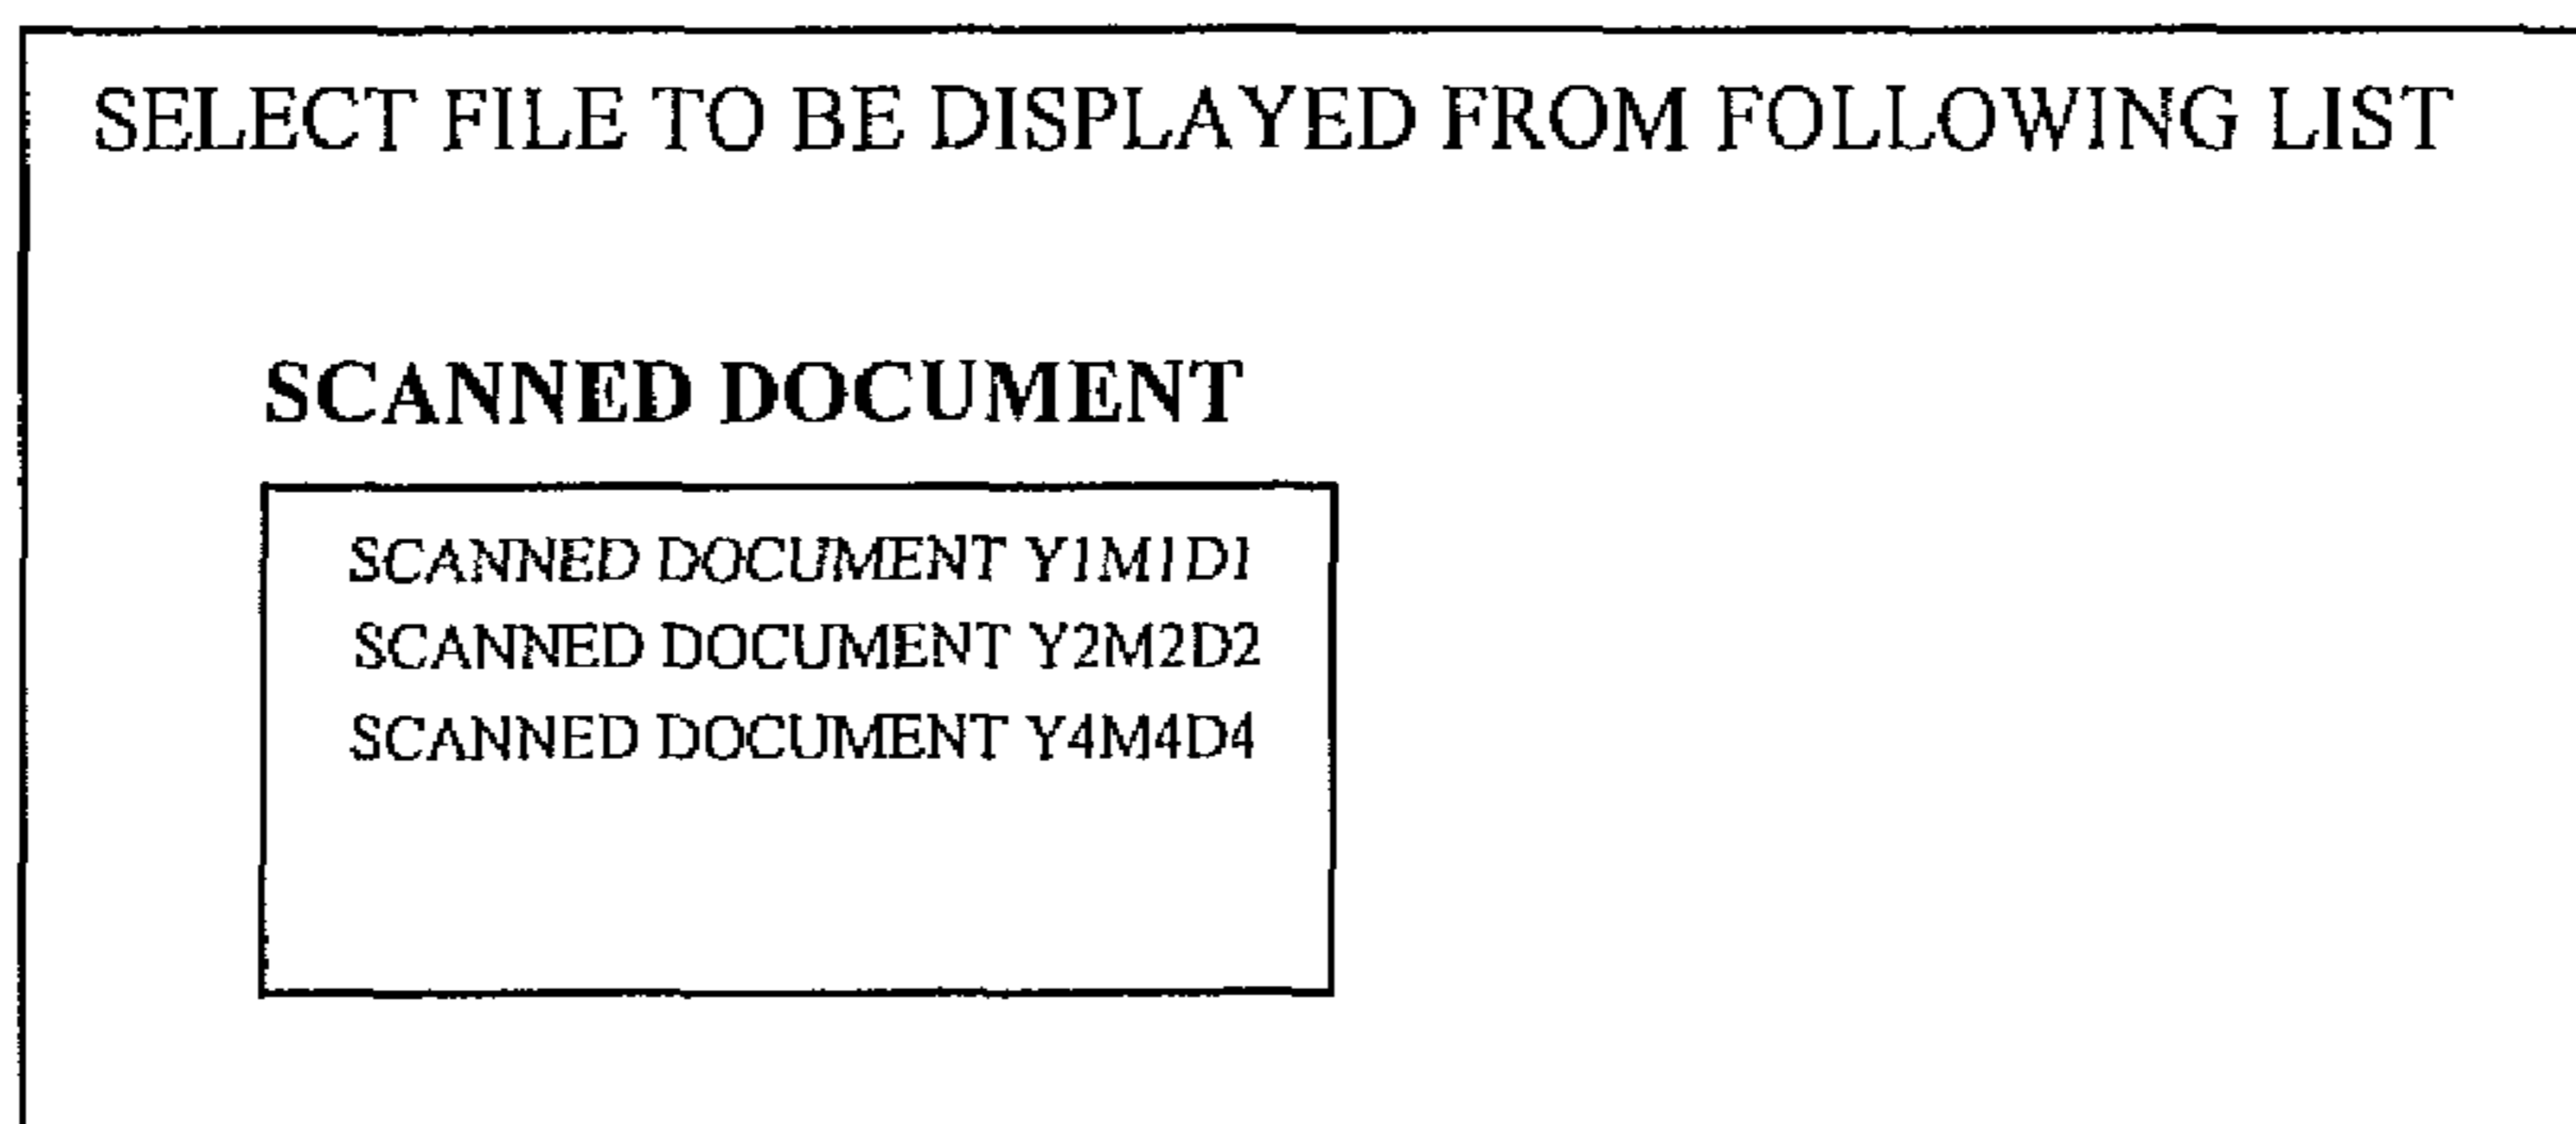 SELECT FILE TO BE DISPLAYED FROM FOLLOWING LIST
SCANNED DOCUMENT
SCANNED DOCUMENT Y1M1D1
SCANNED DOCUMENT Y2M2D2
SCANNED DOCUMENT Y4M4D4